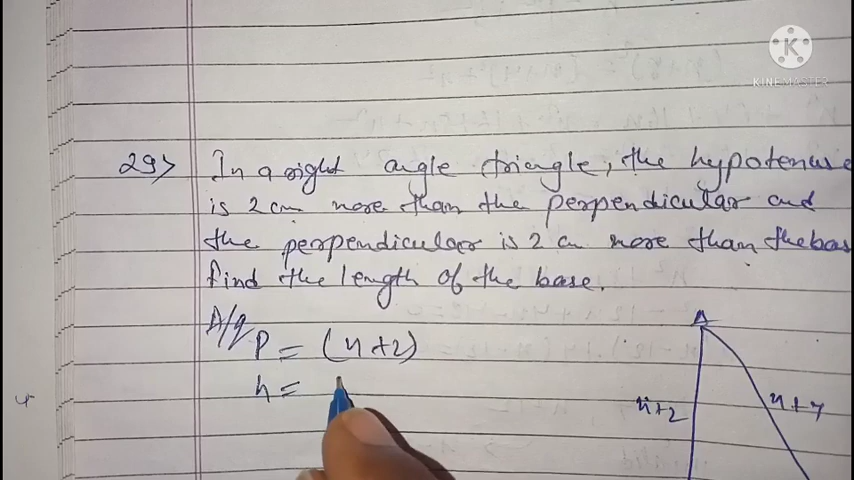 K
KINEMASTER
29> In a right angle triangle, the hypotenuse
is 2 cm more than the perpendicular and
the perpendicular is 2 cm more than the bas
find the length of the base.
A/q
P = (x+2)
h =
A
x+2
x+4